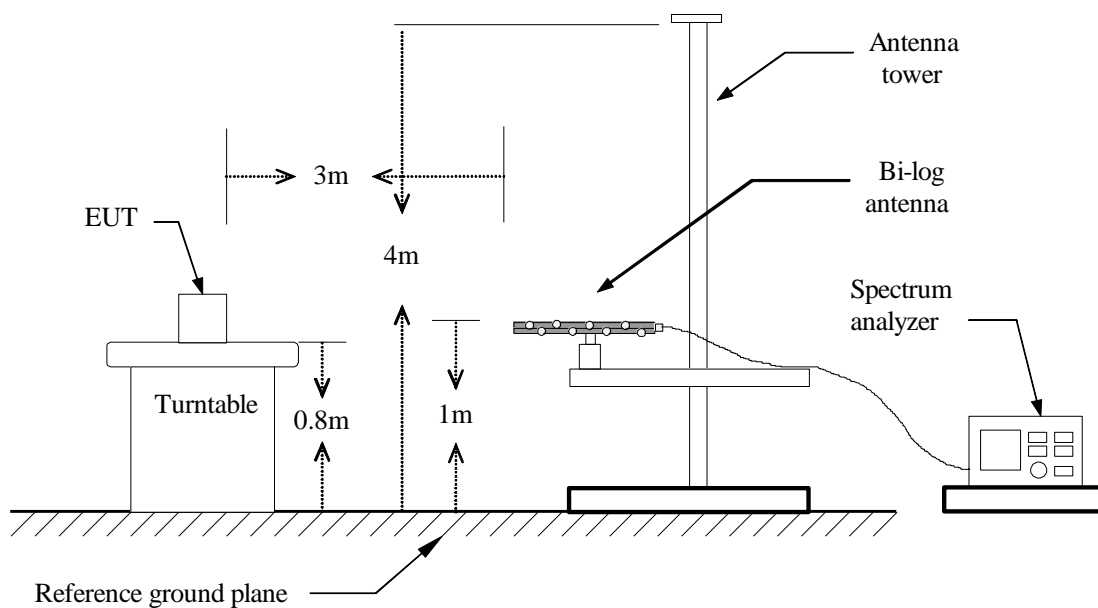 Antenna
tower
3m
Bi-log
antenna
EUT
4m
Spectrum
analyzer
Turntable
0.8m
1m
Reference ground plane